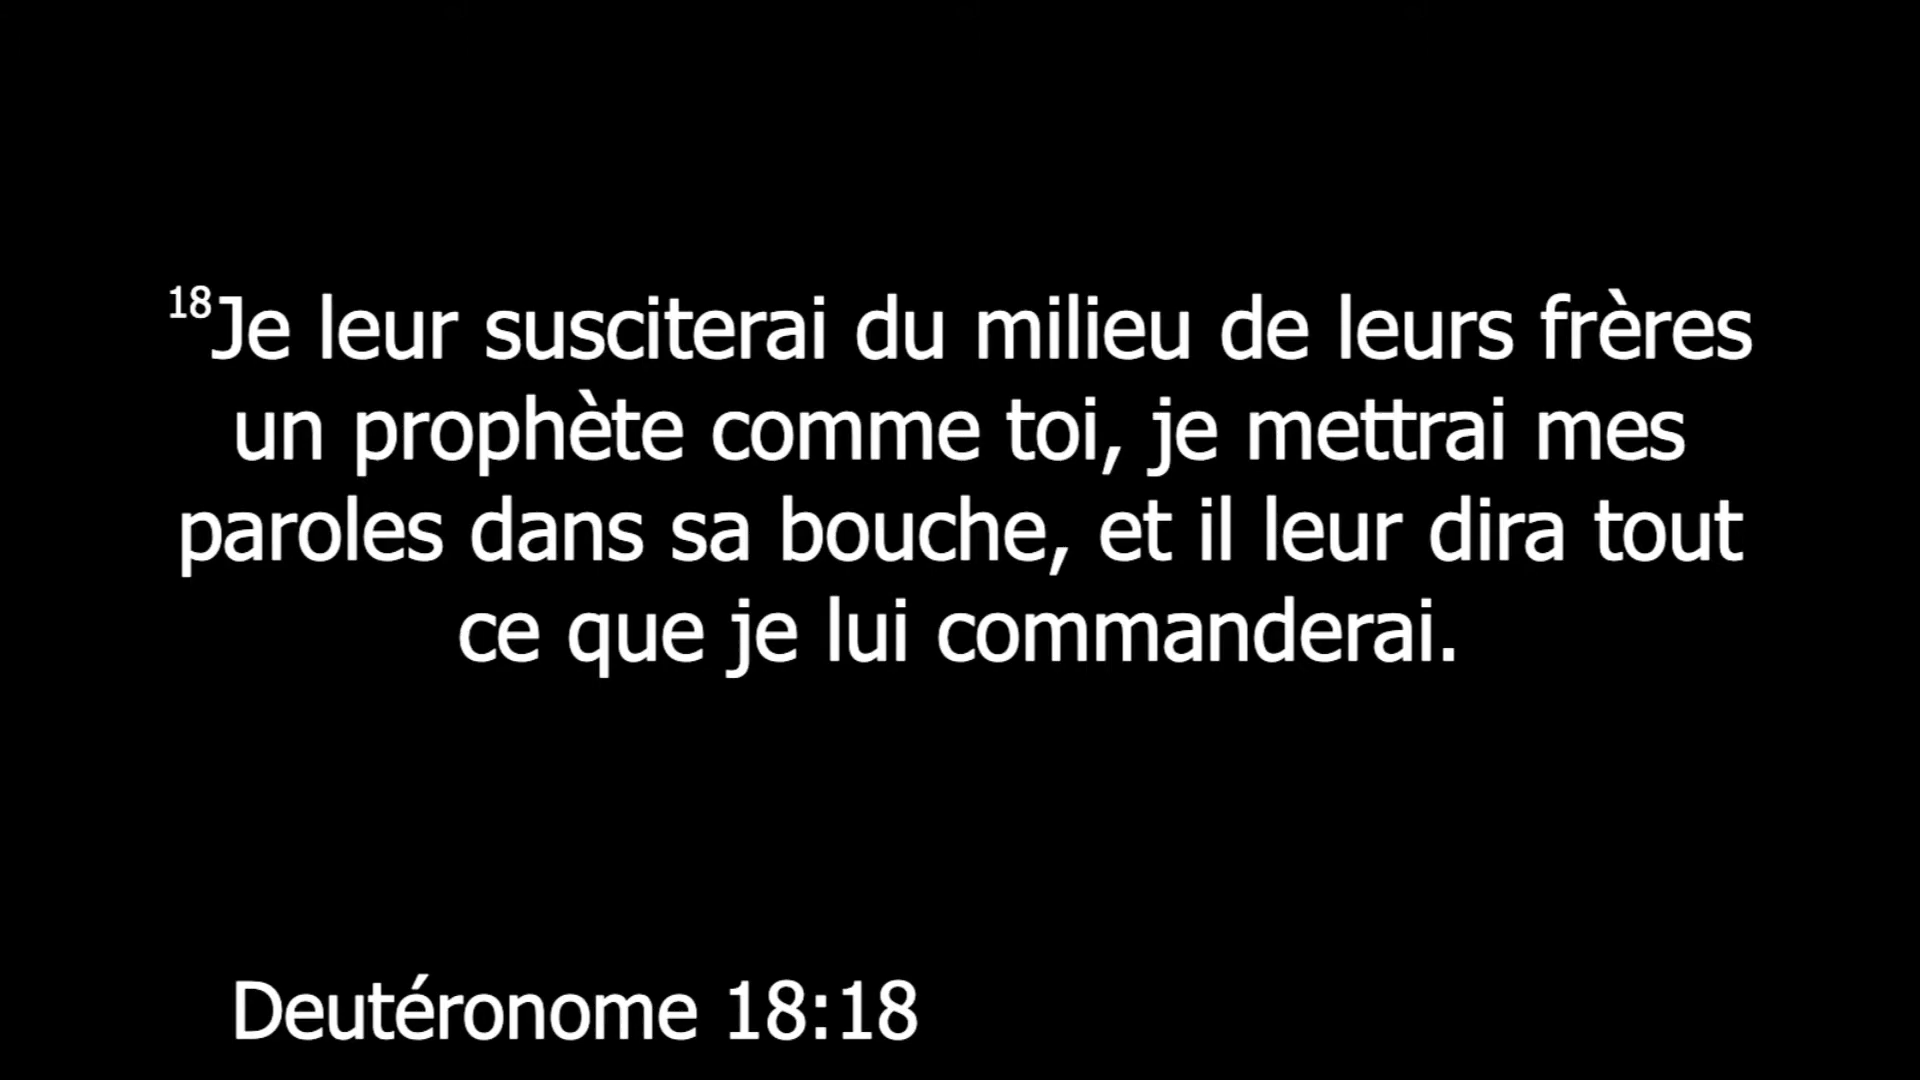 18Je leur susciterai du milieu de leurs frères
un prophète comme toi, je mettrai mes
paroles dans sa bouche, et il leur dira tout
ce que je lui commanderai.
Deutéronome 18:18